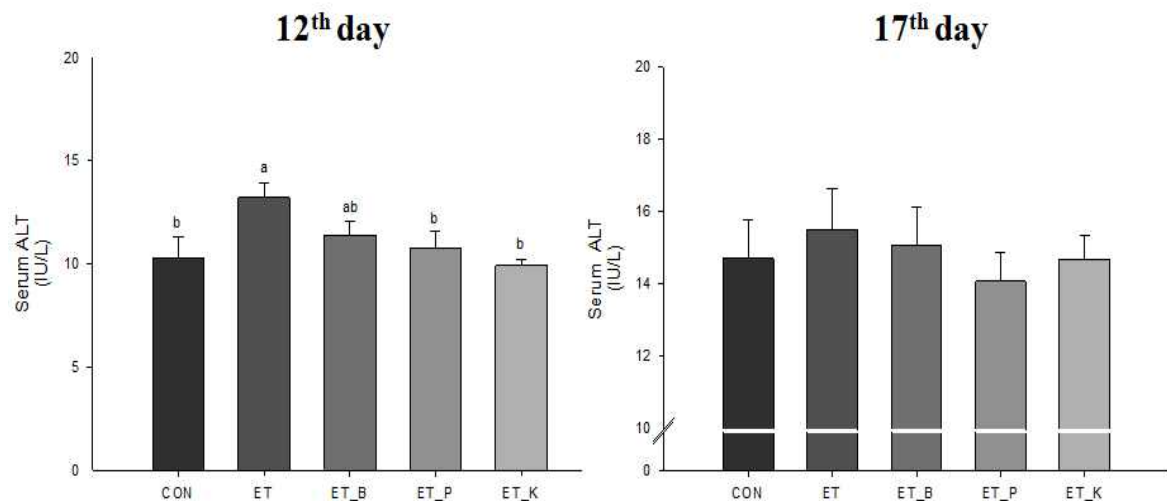 12th day
20
15
10
5
0
Serum ALT
(IU/L)
b
a
ab
b
b
CON ET ET_B ET_P ET_K
17th day
20
18
16
14
12
10
0
Serum ALT
(IU/L)
CON ET ET_B ET_P ET_K